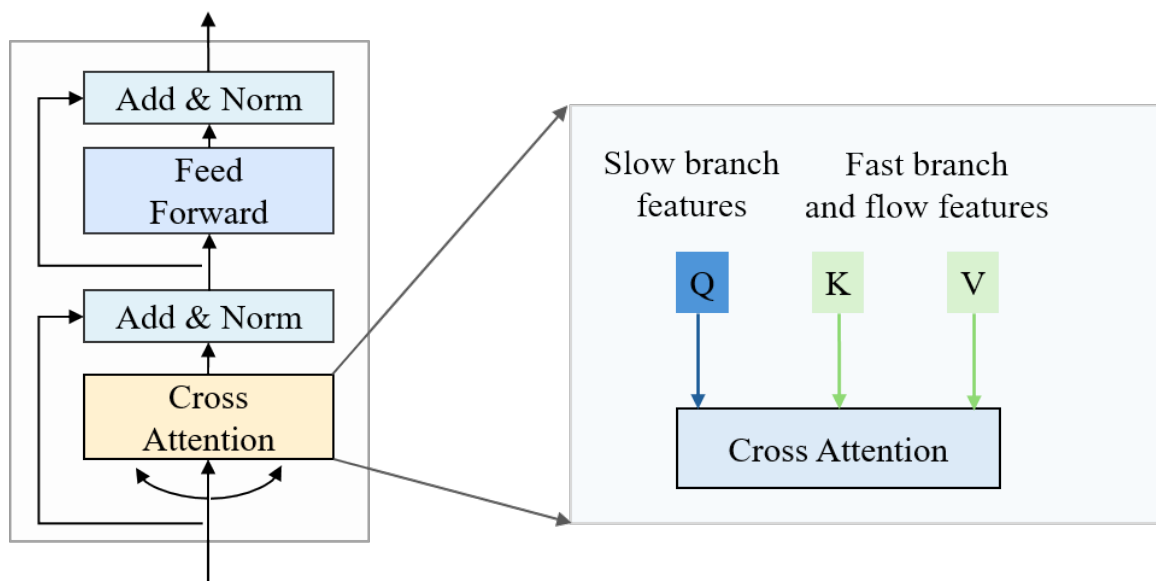 Add & Norm
Feed
Forward
Add & Norm
Cross
Attention
Slow branch
features
Fast branch
and flow features
Q
K
V
Cross Attention